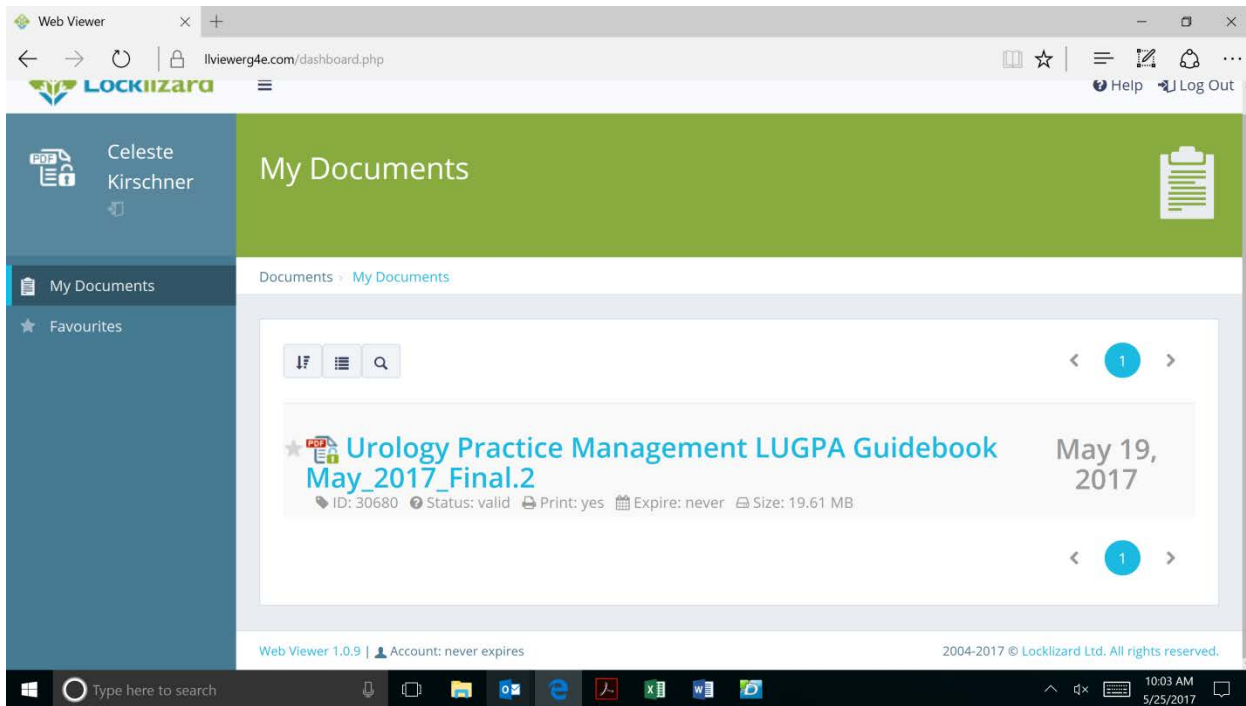 Web Viewer
llviewerg4e.com/dashboard.php
Locklizard
Help Log Out
Celeste
Kirschner
My Documents
My Documents
Favourites
Documents › My Documents
1
PDF Urology Practice Management LUGPA Guidebook
May_2017_Final.2
May 19,
2017
ID: 30680 Status: valid Print: yes Expire: never Size: 19.61 MB
1
Web Viewer 1.0.9 | Account: never expires
2004-2017 © Locklizard Ltd. All rights reserved.
Type here to search
10:03 AM
5/25/2017